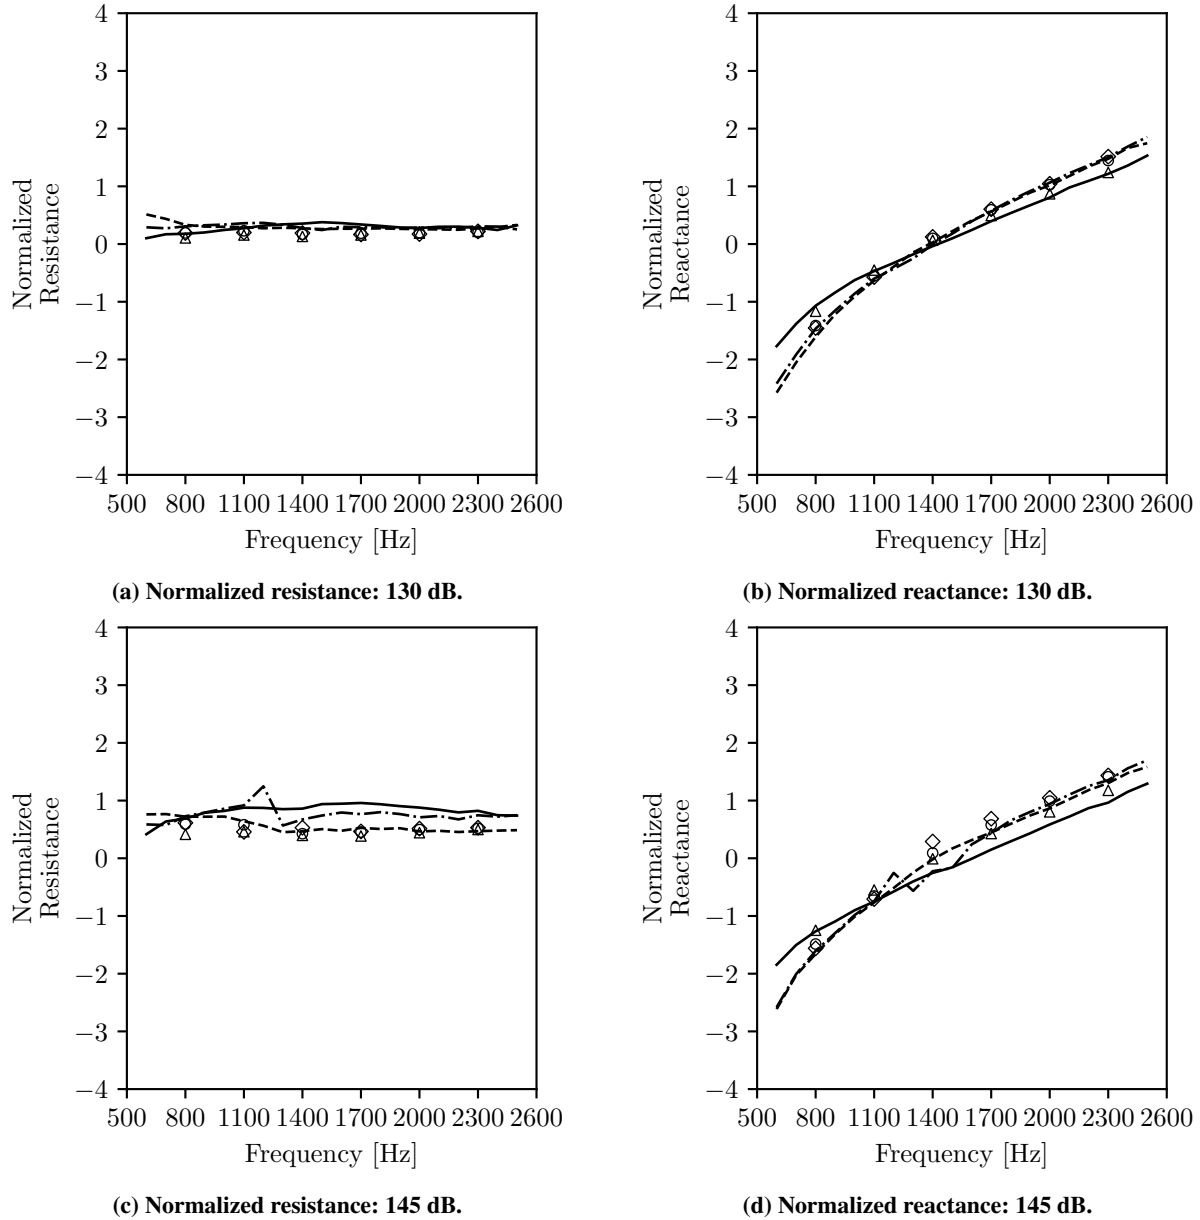 4
3
2
1
0
−1
−2
−3
−4
500 800 1100 1400 1700 2000 2300 2600
Frequency [Hz]
Normalized
Resistance
(a) Normalized resistance: 130 dB.
4
3
2
1
0
−1
−2
−3
−4
500 800 1100 1400 1700 2000 2300 2600
Frequency [Hz]
Normalized
Reactance
(b) Normalized reactance: 130 dB.
4
3
2
1
0
−1
−2
−3
−4
500 800 1100 1400 1700 2000 2300 2600
Frequency [Hz]
Normalized
Resistance
(c) Normalized resistance: 145 dB.
4
3
2
1
0
−1
−2
−3
−4
500 800 1100 1400 1700 2000 2300 2600
Frequency [Hz]
Normalized
Reactance
(d) Normalized reactance: 145 dB.